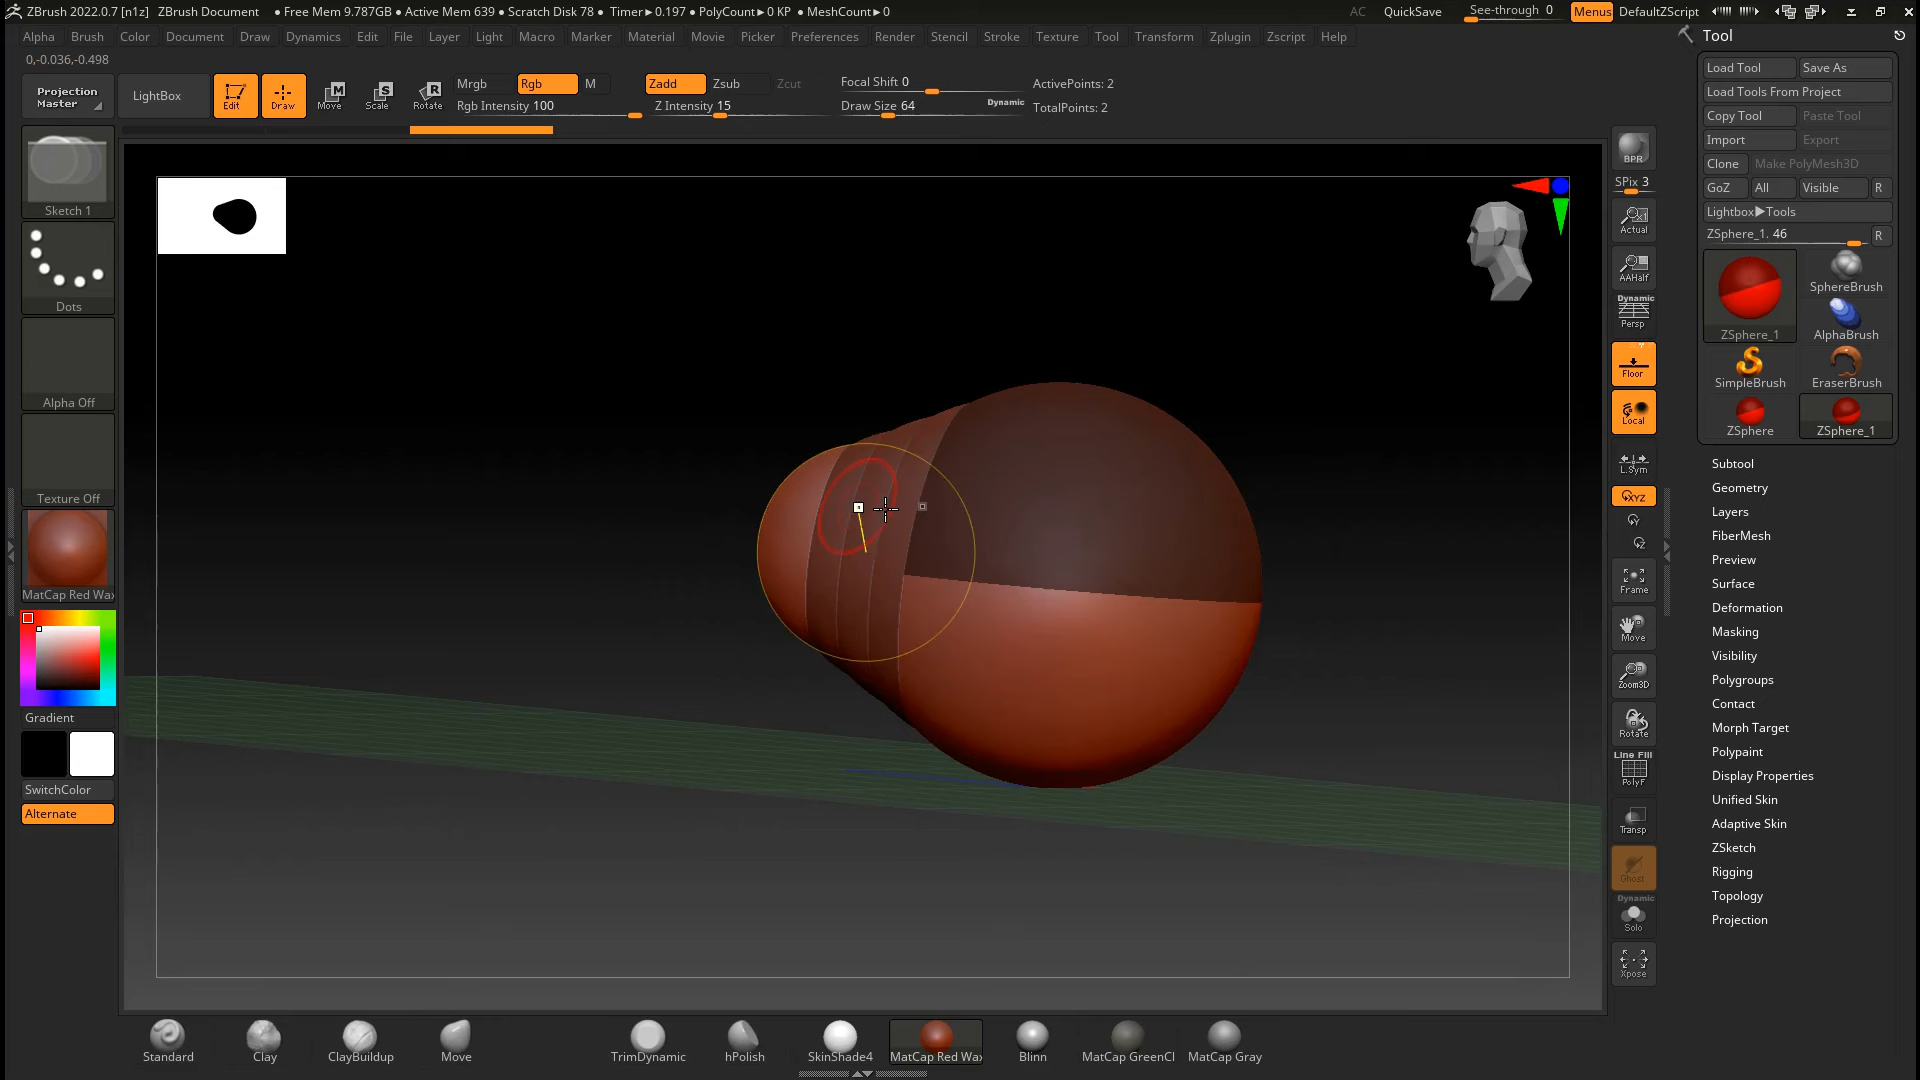 ZBrush 2022.0.7 [n1z] ZBrush Document ● Free Mem 9.787GB ● Active Mem 639 ● Scratch Disk 78 ● Timer►0.197 ● PolyCount►0 KP ● MeshCount►0 AC QuickSave See-through 0 Menus DefaultZScript
Alpha Brush Color Document Draw Dynamics Edit File Layer Light Macro Marker Material Movie Picker Preferences Render Stencil Stroke Texture Tool Transform Zplugin Zscript Help
0,-0.036,-0.498
Projection Master
LightBox
Edit
Draw
Move
Scale
Rotate
Mrgb Rgb M
Rgb Intensity 100
Zadd Zsub Zcut
Z Intensity 15
Focal Shift 0
Draw Size 64
Dynamic
ActivePoints: 2
TotalPoints: 2
Sketch 1
Dots
Alpha Off
Texture Off
MatCap Red Wax
Gradient
SwitchColor
Alternate
BPR
SPix 3
Actual
AAHalf
Dynamic
Persp
Floor
Local
L.Sym
XYZ
Frame
Move
Zoom3D
Rotate
Line Fill
PolyF
Transp
Ghost
Dynamic
Solo
Xpose
Tool
Load Tool Save As
Load Tools From Project
Copy Tool Paste Tool
Import Export
Clone Make PolyMesh3D
GoZ All Visible R
Lightbox►Tools
ZSphere_1. 46 R
ZSphere_1
SphereBrush
AlphaBrush
SimpleBrush EraserBrush
ZSphere ZSphere_1
Subtool
Geometry
Layers
FiberMesh
Preview
Surface
Deformation
Masking
Visibility
Polygroups
Contact
Morph Target
Polypaint
Display Properties
Unified Skin
Adaptive Skin
ZSketch
Rigging
Topology
Projection
Standard Clay ClayBuildup Move TrimDynamic hPolish SkinShade4 MatCap Red Wax Blinn MatCap GreenCl MatCap Gray